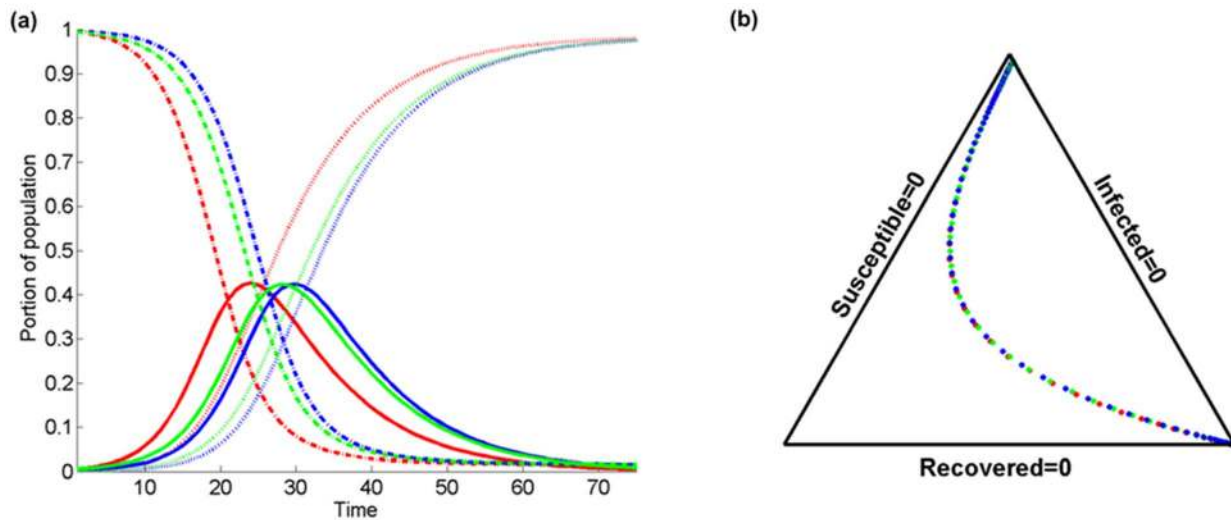 (a)
1
0.9
0.8
0.7
0.6
0.5
0.4
0.3
0.2
0.1
0
Portion of population
10 20 30 40 50 60 70
Time
(b)
Susceptible=0
Infected=0
Recovered=0